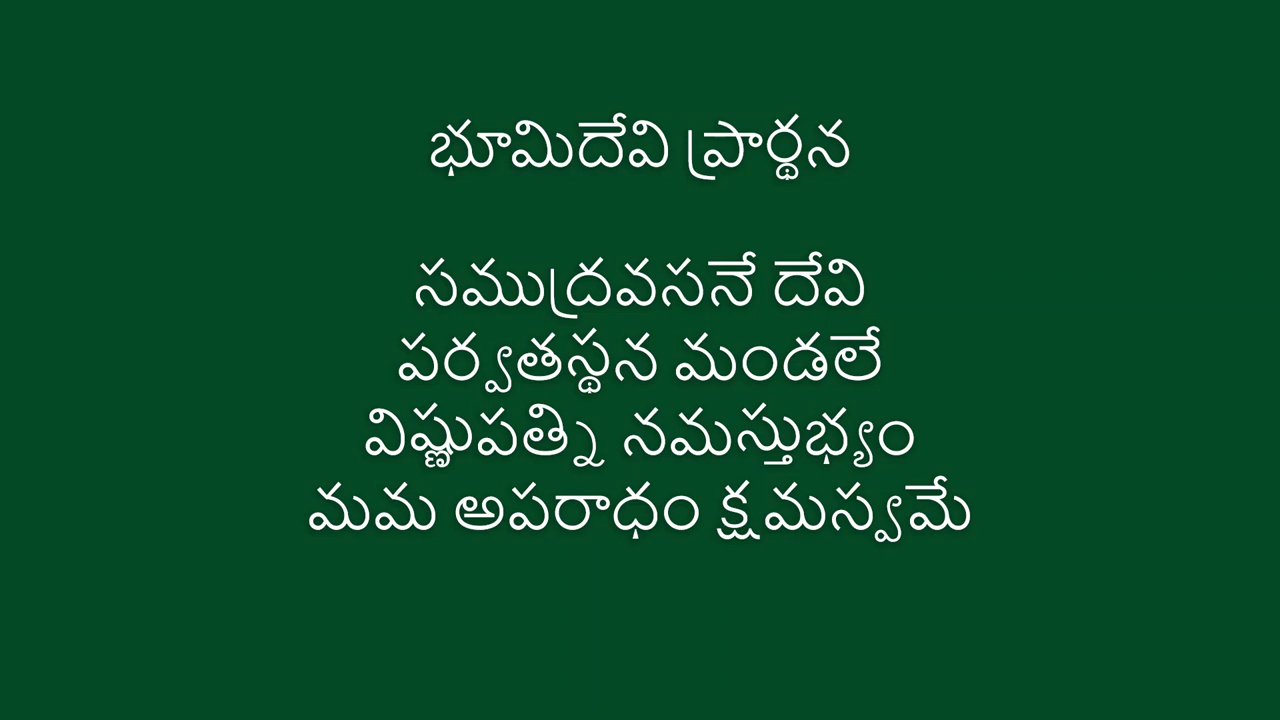 భూమిదేవి ప్రార్థన
సముద్రవసనే దేవి
పర్వతస్థన మండలే
విష్ణుపత్ని నమస్తుభ్యం
మమ అపరాధం క్షమస్వమే